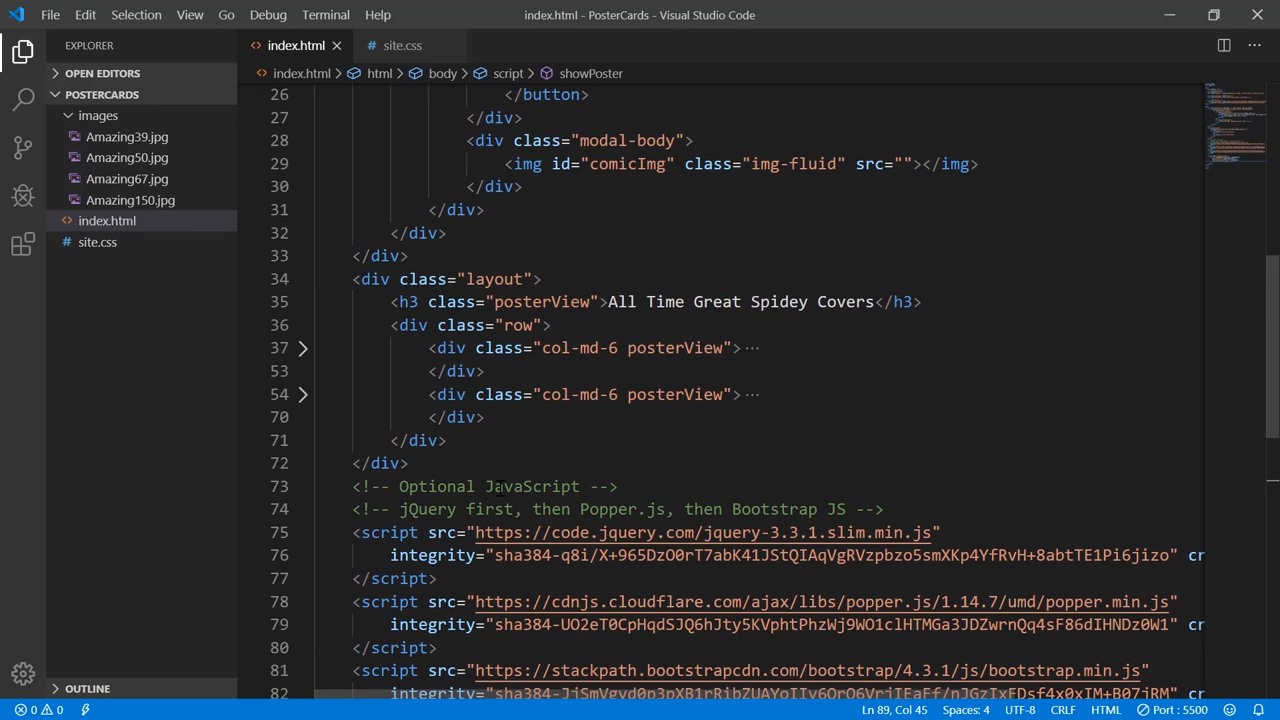 File Edit Selection View Go Debug Terminal Help
index.html - PosterCards - Visual Studio Code
EXPLORER
index.html
site.css
OPEN EDITORS
index.html html body script showPoster
POSTERCARDS
images
Amazing39.jpg
Amazing50.jpg
Amazing67.jpg
Amazing150.jpg
index.html
site.css
26 </button>
27 </div>
28 <div class="modal-body">
29 <img id="comicImg" class="img-fluid" src=""></img>
30 </div>
31 </div>
32 </div>
33 </div>
34 <div class="layout">
35 <h3 class="posterView">All Time Great Spidey Covers</h3>
36 <div class="row">
37 <div class="col-md-6 posterView"> ...
53 </div>
54 <div class="col-md-6 posterView"> ...
70 </div>
71 </div>
72 </div>
73 <!-- Optional JavaScript -->
74 <!-- jQuery first, then Popper.js, then Bootstrap JS -->
75 <script src="https://code.jquery.com/jquery-3.3.1.slim.min.js"
76 integrity="sha384-q8i/X+965DzO0rT7abK41JStQIAqVgRVzpbzo5smXKp4YfRvH+8abtTE1Pi6jizo" cr
77 </script>
78 <script src="https://cdnjs.cloudflare.com/ajax/libs/popper.js/1.14.7/umd/popper.min.js"
79 integrity="sha384-UO2eT0CpHqdSJQ6hJty5KVphtPhzWj9WO1clHTMGa3JDZwrnQq4sF86dIHNDz0W1" cr
80 </script>
81 <script src="https://stackpath.bootstrapcdn.com/bootstrap/4.3.1/js/bootstrap.min.js"
82 integrity="sha384-JjSmVgyd0p3pXB1rRibZUAYoIIy6OrQ6VrjIEaFf/nJGzIxFDsf4x0xIM+B07jRM" cr
OUTLINE
0 0
Ln 89, Col 45 Spaces: 4 UTF-8 CRLF HTML Port : 5500